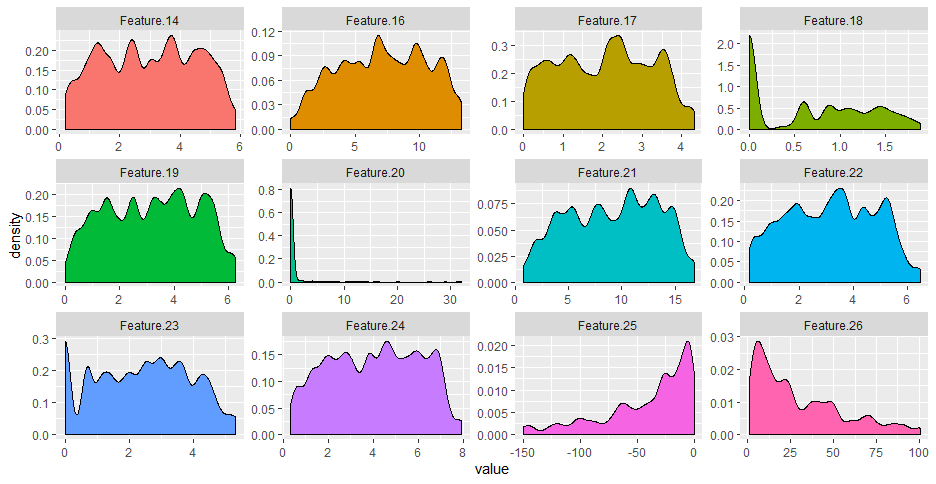 Feature.14 Feature.16 Feature.17 Feature.18
0.20 0.15 0.10 0.05 0.00
0 2 4 6
0.12 0.09 0.06 0.03 0.00
5 10
0.3 0.2 0.1 0.0
0 1 2 3 4
2.0 1.5 1.0 0.5 0.0
0.0 0.5 1.0 1.5
density
Feature.19 Feature.20 Feature.21 Feature.22
0.20 0.15 0.10 0.05 0.00
0 2 4 6
0.8 0.6 0.4 0.2 0.0
0 10 20 30
0.075 0.050 0.025 0.000
0 5 10 15
0.20 0.15 0.10 0.05 0.00
2 4 6
Feature.23 Feature.24 Feature.25 Feature.26
0.3 0.2 0.1 0.0
0 2 4
0.15 0.10 0.05 0.00
0 2 4 6 8
0.020 0.015 0.010 0.005 0.000
-150 -100 -50 0
0.03 0.02 0.01 0.00
0 25 50 75 100
value